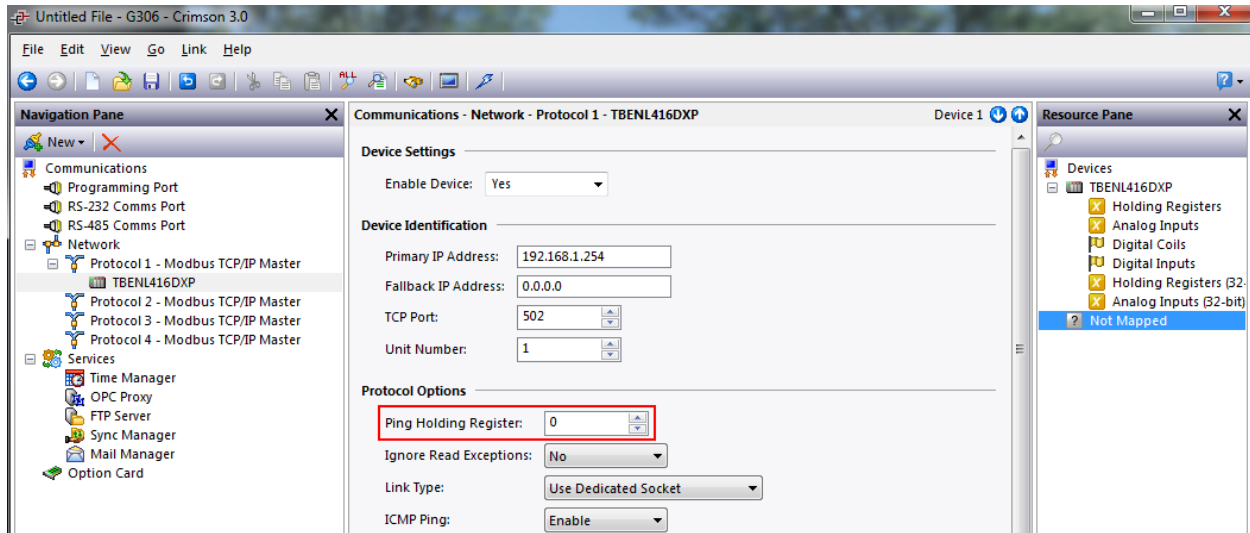 Untitled File - G306 - Crimson 3.0
File Edit View Go Link Help
ALL
Navigation Pane
New
Communications
Programming Port
RS-232 Comms Port
RS-485 Comms Port
Network
Protocol 1 - Modbus TCP/IP Master
TBENL416DXP
Protocol 2 - Modbus TCP/IP Master
Protocol 3 - Modbus TCP/IP Master
Protocol 4 - Modbus TCP/IP Master
Services
Time Manager
OPC Proxy
FTP Server
Sync Manager
Mail Manager
Option Card
Communications - Network - Protocol 1 - TBENL416DXP Device 1
Device Settings
Enable Device: Yes
Device Identification
Primary IP Address: 192.168.1.254
Fallback IP Address: 0.0.0.0
TCP Port: 502
Unit Number: 1
Protocol Options
Ping Holding Register: 0
Ignore Read Exceptions: No
Link Type: Use Dedicated Socket
ICMP Ping: Enable
Resource Pane
Devices
TBENL416DXP
X Holding Registers
X Analog Inputs
Digital Coils
Digital Inputs
X Holding Registers (32-
X Analog Inputs (32-bit)
? Not Mapped